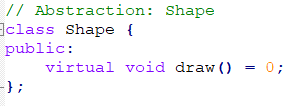 // Abstraction: Shape
class Shape {
public:
    virtual void draw() = 0;
};